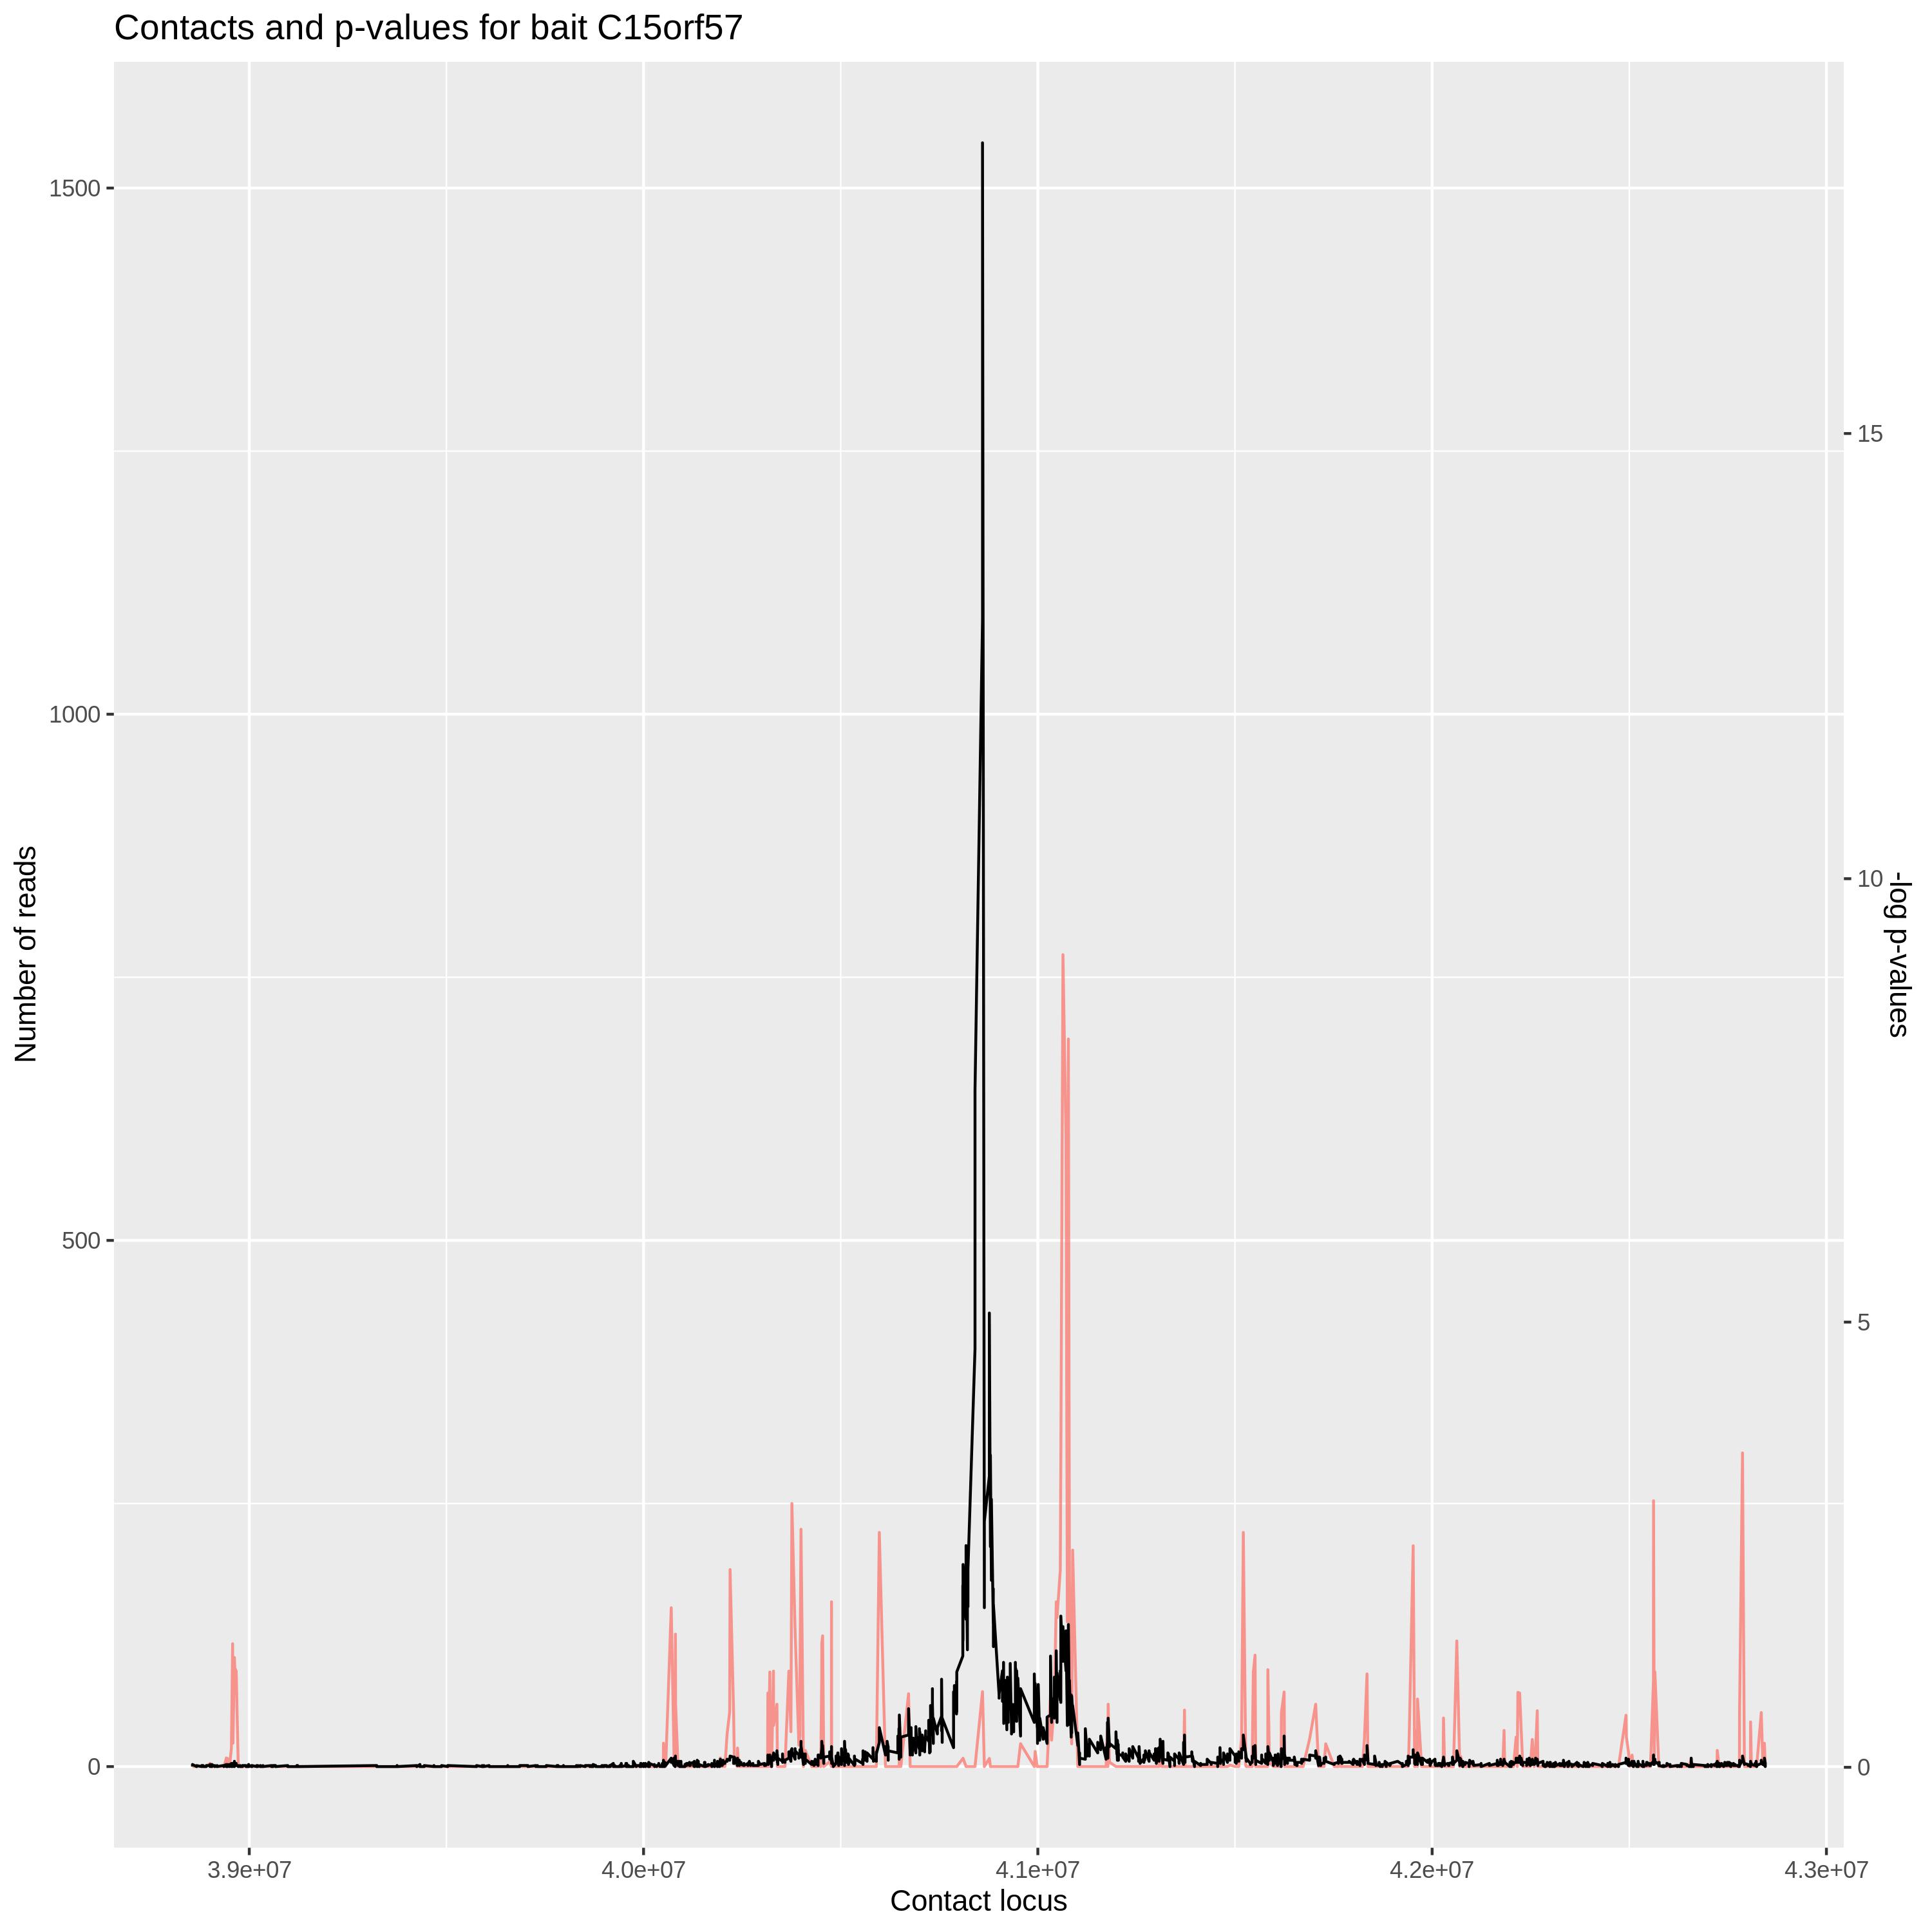 Contacts and p-values for bait C15orf57
Number of reads
1500
1000
500
0
15
10
5
0
-log p-values
3.9e+07
4.0e+07
4.1e+07
4.2e+07
4.3e+07
Contact locus